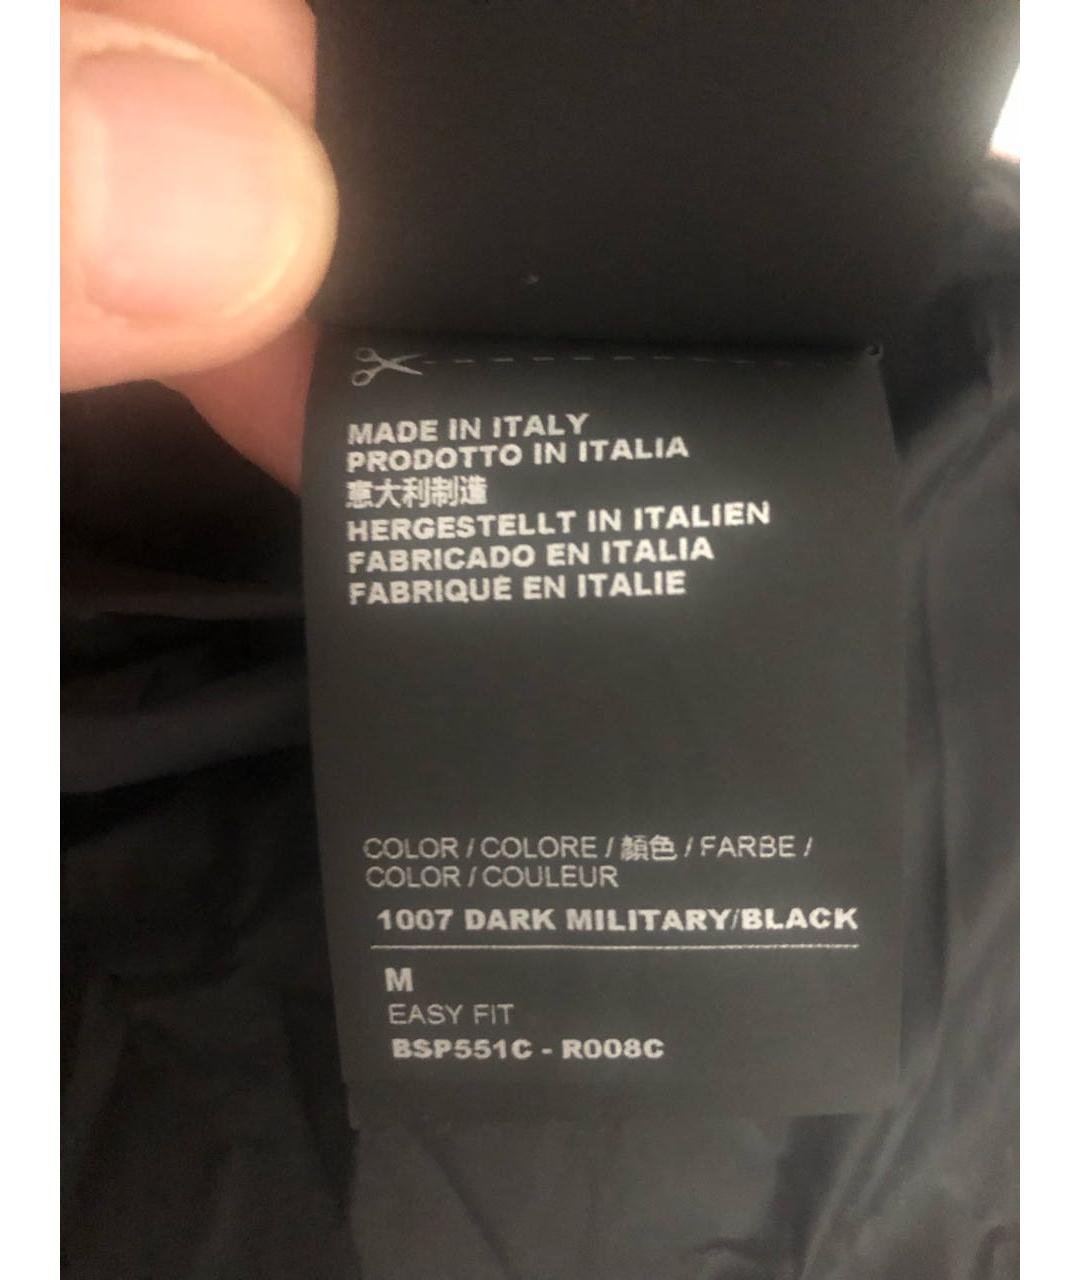 MADE IN ITALY
PRODOTTO IN ITALIA
意大利制造
HERGESTELLT IN ITALIEN
FABRICADO EN ITALIA
FABRIQUÉ EN ITALIE
COLOR / COLORE / 顏色 / FARBE /
COLOR / COULEUR
1007 DARK MILITARY/BLACK
M
EASY FIT
BSP551C - R008C